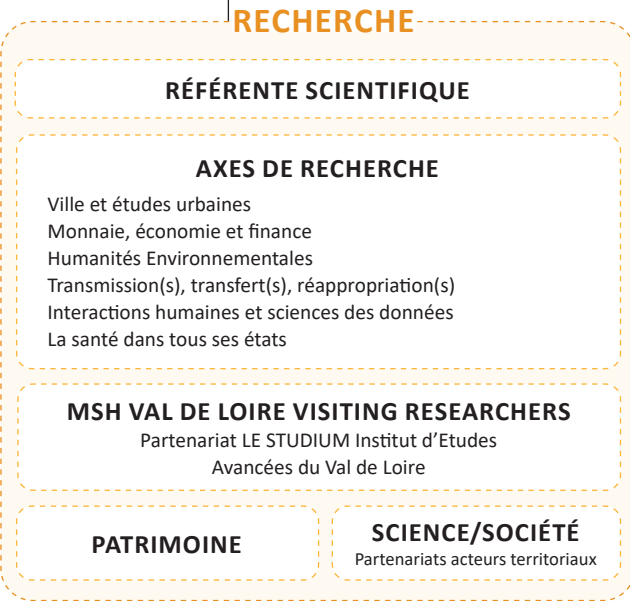 RECHERCHE
RÉFÉRENTE SCIENTIFIQUE
AXES DE RECHERCHE
Ville et études urbaines
Monnaie, économie et finance
Humanités Environnementales
Transmission(s), transfert(s), réappropriation(s)
Interactions humaines et sciences des données
La santé dans tous ses états
MSH VAL DE LOIRE VISITING RESEARCHERS
Partenariat LE STUDIUM Institut d'Etudes
Avancées du Val de Loire
PATRIMOINE
SCIENCE/SOCIÉTÉ
Partenariats acteurs territoriaux